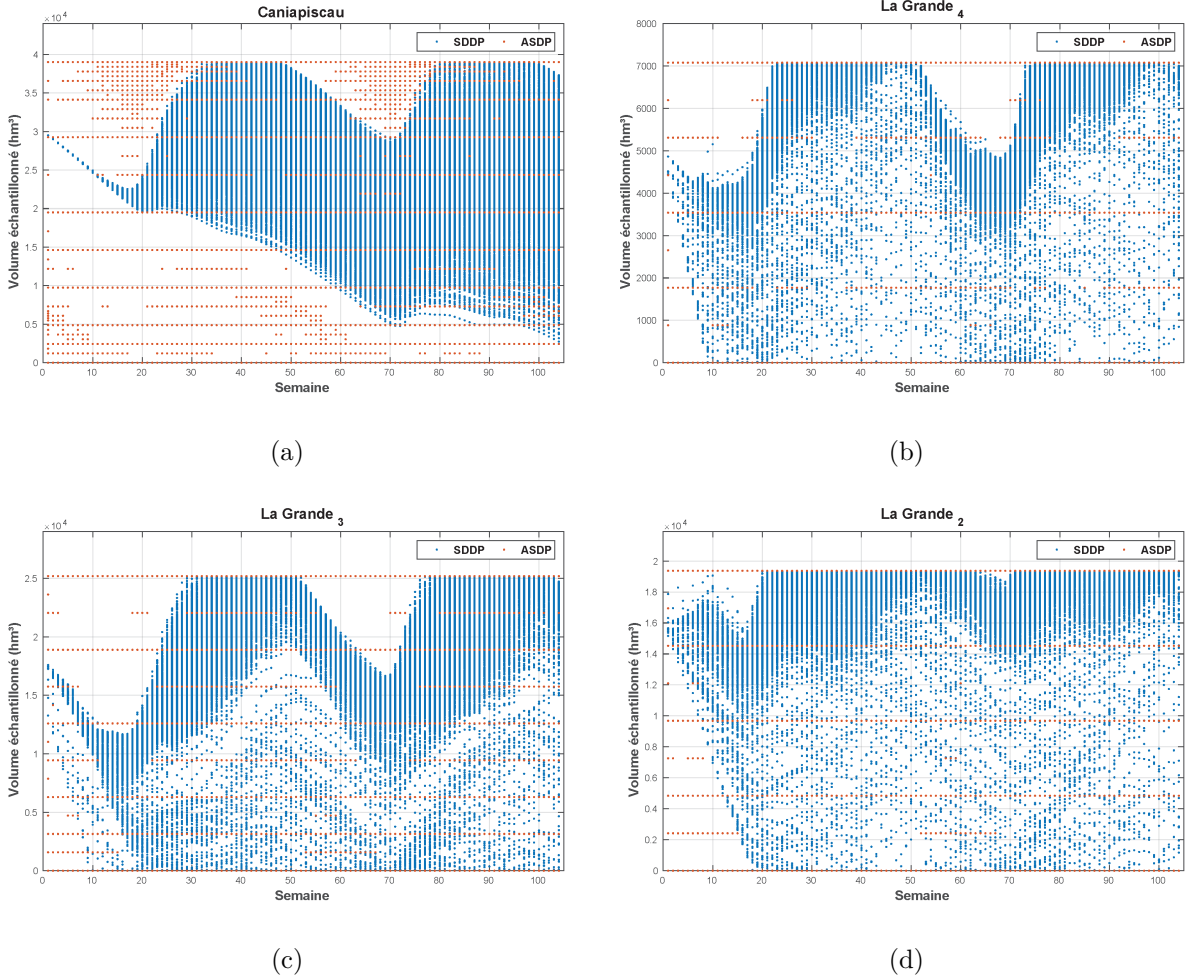 Caniapiscau
×10⁴
SDDP ASDP
4
3.5
3
2.5
2
1.5
1
0.5
0
Volume échantillonné (hm³)
0 10 20 30 40 50 60 70 80 90 100
Semaine
(a)
La Grande 4
SDDP ASDP
8000
7000
6000
5000
4000
3000
2000
1000
0
Volume échantillonné (hm³)
0 10 20 30 40 50 60 70 80 90 100
Semaine
(b)
La Grande 3
×10⁴
SDDP ASDP
2.5
2
1.5
1
0.5
0
Volume échantillonné (hm³)
0 10 20 30 40 50 60 70 80 90 100
Semaine
(c)
La Grande 2
×10⁴
SDDP ASDP
2
1.8
1.6
1.4
1.2
1
0.8
0.6
0.4
0.2
0
Volume échantillonné (hm³)
0 10 20 30 40 50 60 70 80 90 100
Semaine
(d)